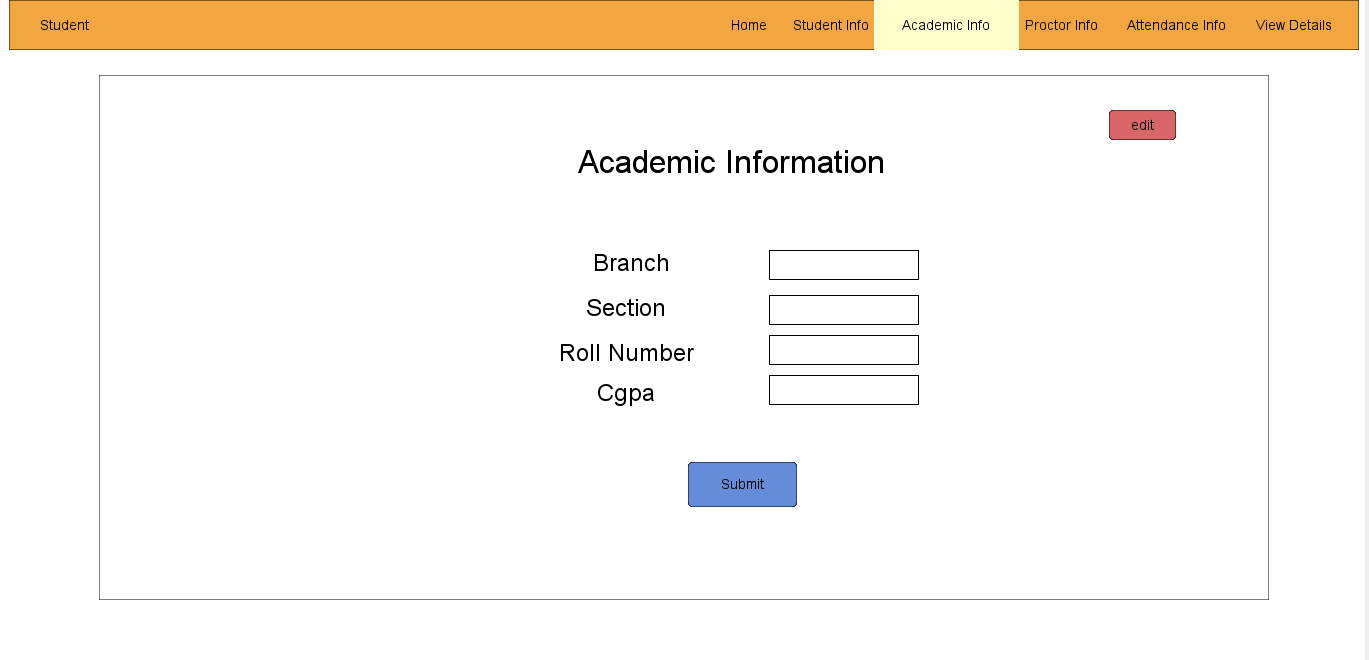 Student Home Student Info Academic Info Proctor Info Attendance Info View Details
edit
Academic Information
Branch
Section
Roll Number
Cgpa
Submit